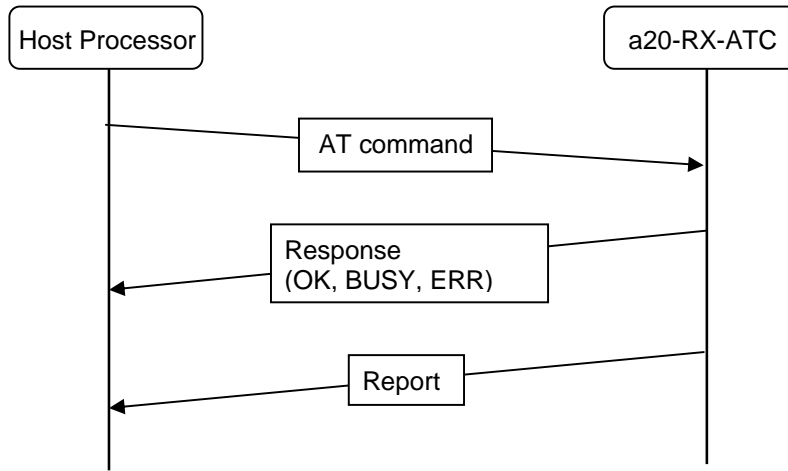 Host Processor
a20-RX-ATC
AT command
Response
(OK, BUSY, ERR)
Report